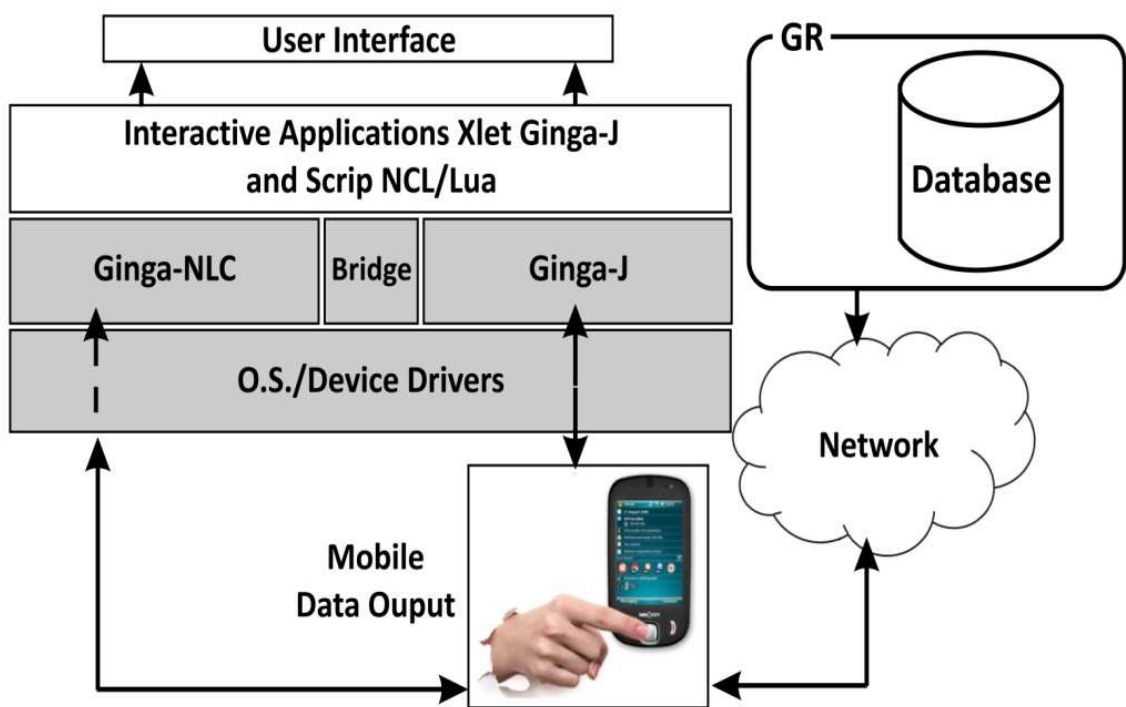 User Interface
GR
Interactive Applications Xlet Ginga-J
and Scrip NCL/Lua
Database
Ginga-NLC
Bridge
Ginga-J
O.S./Device Drivers
Network
Mobile
Data Ouput